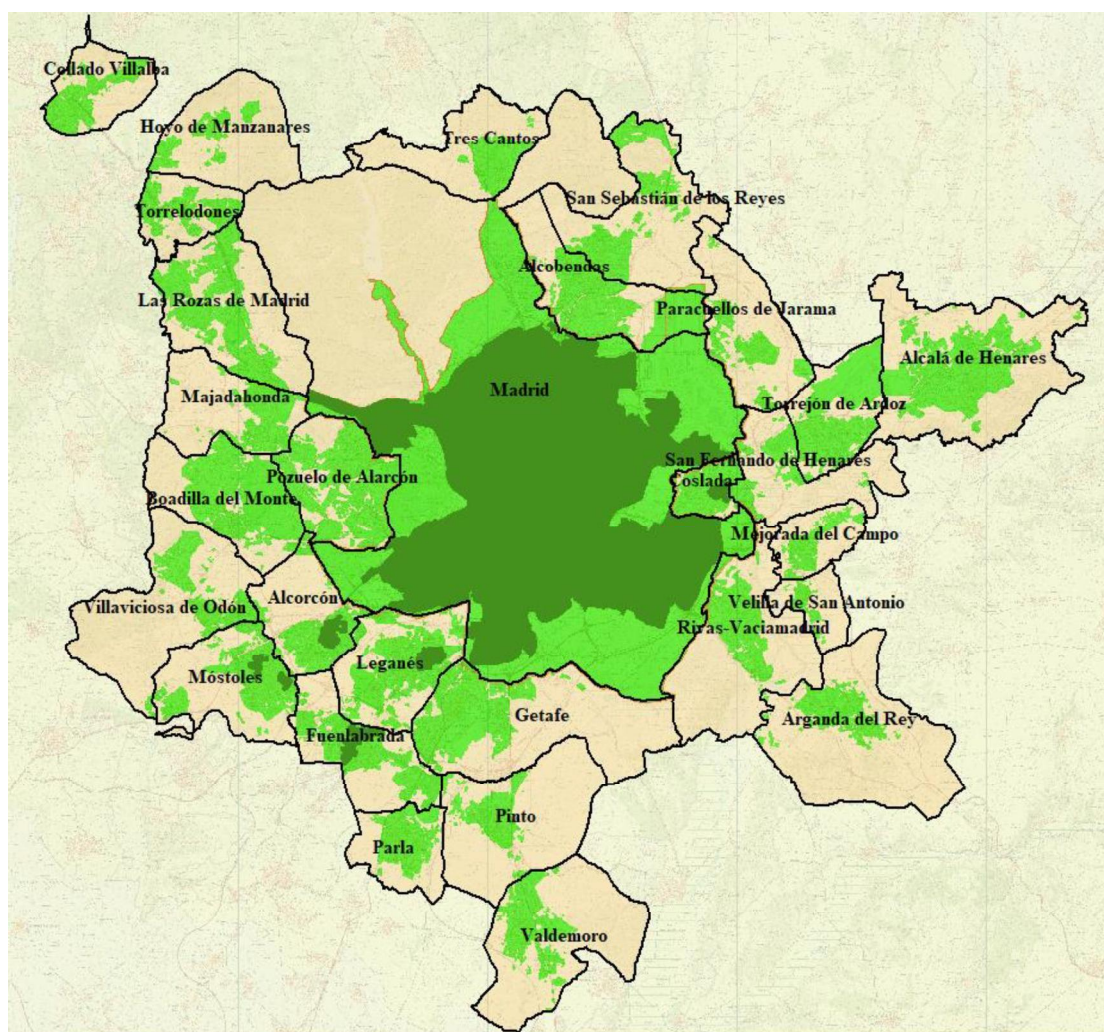 Collado Villalba
Hoyo de Manzanares
Tres Cantos
Torrelodones
San Sebastián de los Reyes
Alcobendas
Las Rozas de Madrid
Paracuellos de Jarama
Alcalá de Henares
Madrid
Majadahonda
Torrejón de Ardoz
San Fernando de Henares
Pozuelo de Alarcón
Coslada
Boadilla del Monte
Mejorada del Campo
Alcorcón
Villaviciosa de Odón
Velilla de San Antonio
Rivas-Vaciamadrid
Leganés
Móstoles
Getafe
Arganda del Rey
Fuenlabrada
Pinto
Parla
Valdemoro